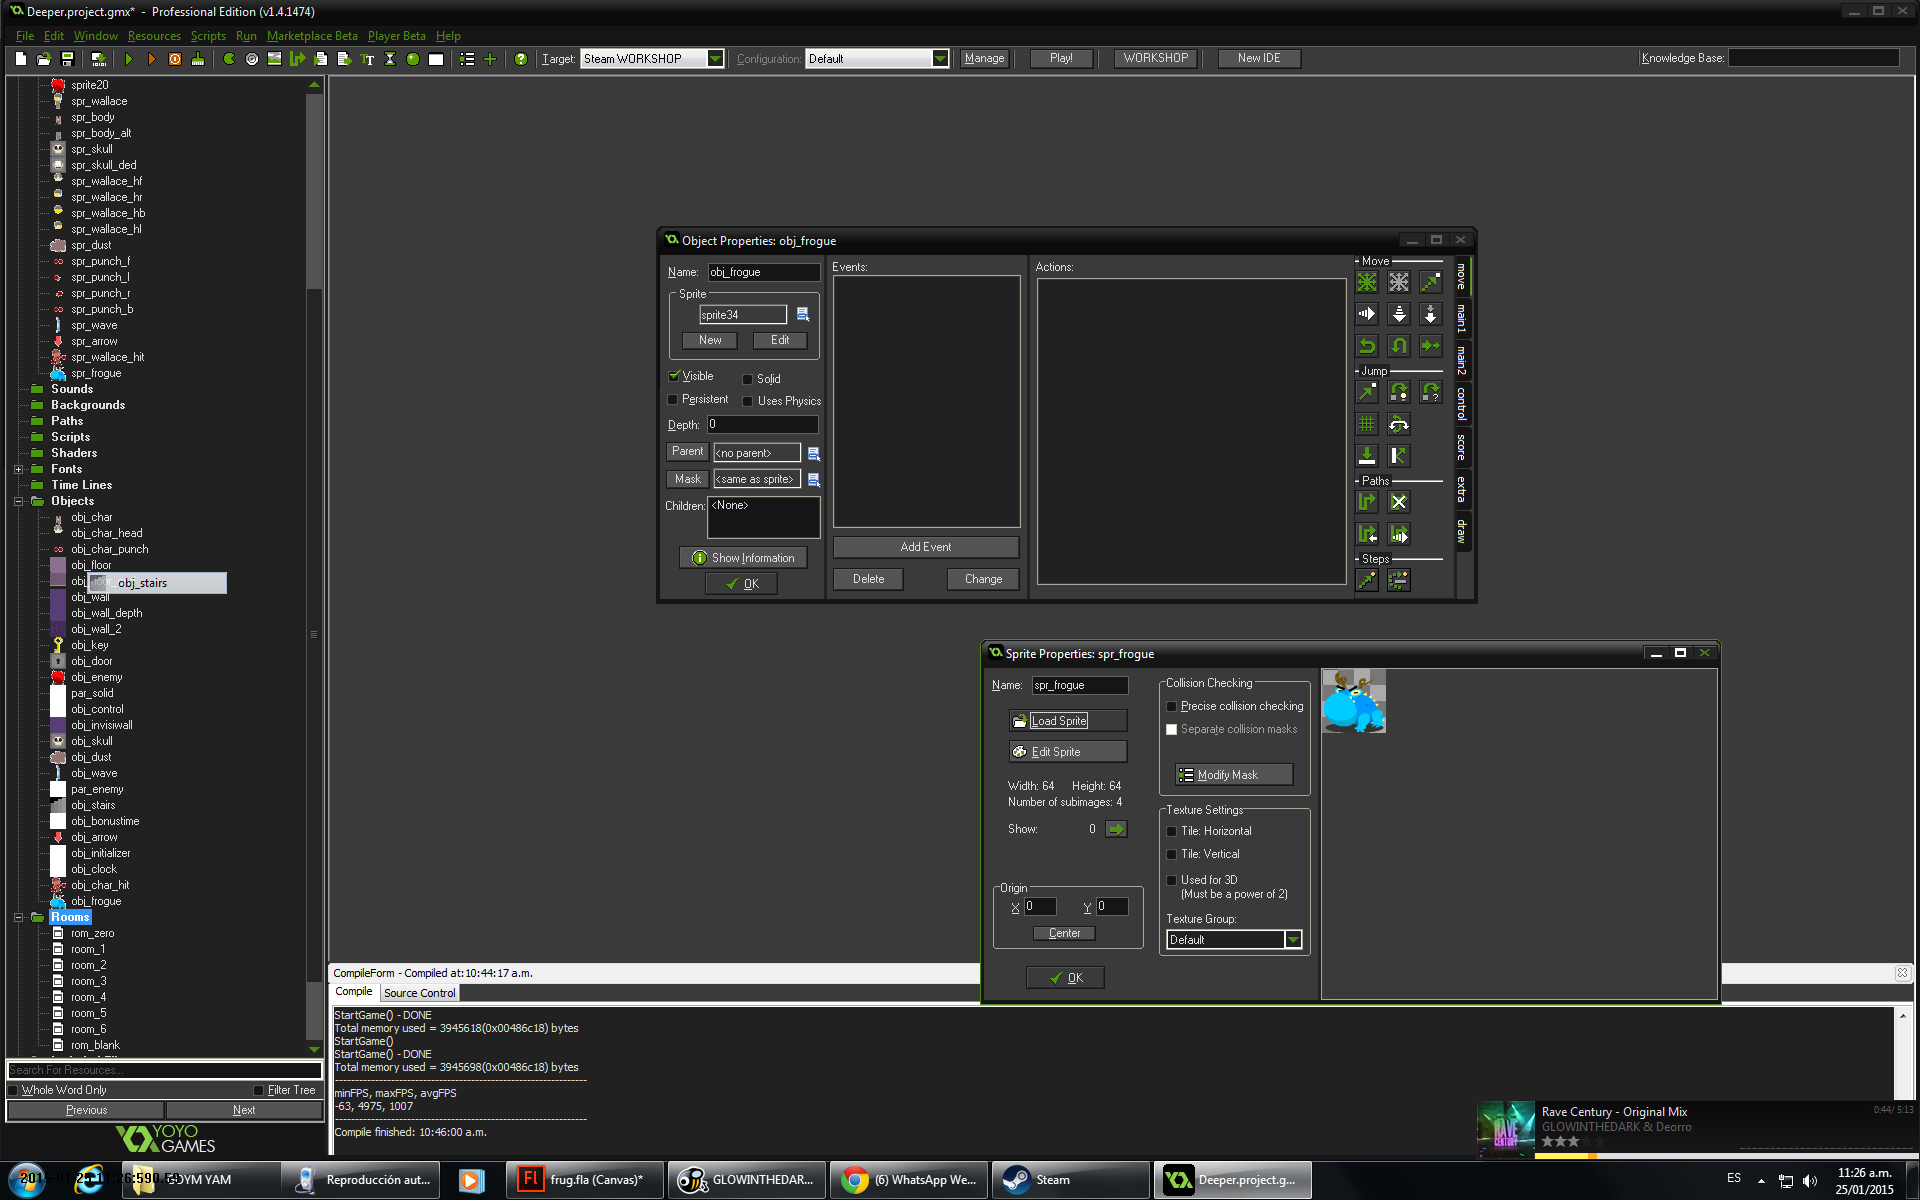 Deeper.project.gmx*  -  Professional Edition (v1.4.1474)
File Edit Window Resources Scripts Run Marketplace Beta Player Beta Help
Target: Steam WORKSHOP Configuration: Default Manage Play! WORKSHOP New IDE Knowledge Base:
sprite20
spr_wallace
spr_body
spr_body_alt
spr_skull
spr_skull_ded
spr_wallace_hf
spr_wallace_hr
spr_wallace_hb
spr_wallace_hl
spr_dust
spr_punch_f
spr_punch_l
spr_punch_r
spr_punch_b
spr_wave
spr_arrow
spr_wallace_hit
spr_frogue
Sounds
Backgrounds
Paths
Scripts
Shaders
Fonts
Time Lines
Objects
obj_char
obj_char_head
obj_char_punch
obj_floor
obj_stairs
obj_wall
obj_wall_depth
obj_wall_2
obj_key
obj_door
obj_enemy
par_solid
obj_control
obj_invisiwall
obj_skull
obj_dust
obj_wave
par_enemy
obj_stairs
obj_bonustime
obj_arrow
obj_initializer
obj_clock
obj_char_hit
obj_frogue
Rooms
rom_zero
room_1
room_2
room_3
room_4
room_5
room_6
rom_blank
Search For Resources...
Whole Word Only Filter Tree
Previous Next
YOYO
GAMES
Object Properties: obj_frogue
Name: obj_frogue
Sprite
sprite34
New Edit
Visible Solid
Persistent Uses Physics
Depth: 0
Parent <no parent>
Mask <same as sprite>
Children: <None>
Show Information
OK
Events:
Add Event
Delete Change
Actions:
Move
Jump
Paths
Steps
move
main1
main2
control
score
extra
draw
Sprite Properties: spr_frogue
Name: spr_frogue
Load Sprite
Edit Sprite
Width: 64 Height: 64
Number of subimages: 4
Show: 0
Origin
X 0 Y 0
Center
OK
Collision Checking
Precise collision checking
Separate collision masks
Modify Mask
Texture Settings
Tile: Horizontal
Tile: Vertical
Used for 3D
(Must be a power of 2)
Texture Group:
Default
CompileForm - Compiled at:10:44:17 a.m.
Compile Source Control
StartGame() - DONE
Total memory used = 3945618(0x00486c18) bytes
StartGame()
StartGame() - DONE
Total memory used = 3945698(0x00486c18) bytes
minFPS, maxFPS, avgFPS
-63, 4975, 1007
Compile finished: 10:46:00 a.m.
RAVE
CENTURY
Rave Century - Original Mix
GLOWINTHEDARK & Deorro
0:44/ 5:13
YAM
Reproducción aut...
frug.fla (Canvas)*
GLOWINTHEDAR...
(6) WhatsApp We...
Steam
Deeper.project.g...
ES
11:26 a.m.
25/01/2015